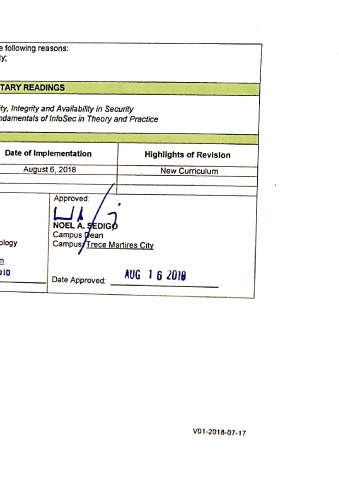 e following reasons:
ty;
TARY READINGS
ity, Integrity and Availability in Security
ndamentals of InfoSec in Theory and Practice
Date of Implementation Highlights of Revision
August 6, 2018 New Curriculum
Approved:
NOEL A. SEDIGO
Campus Dean
ology Campus: Trece Martires City
Date Approved: AUG 16 2018
V01-2018-07-17